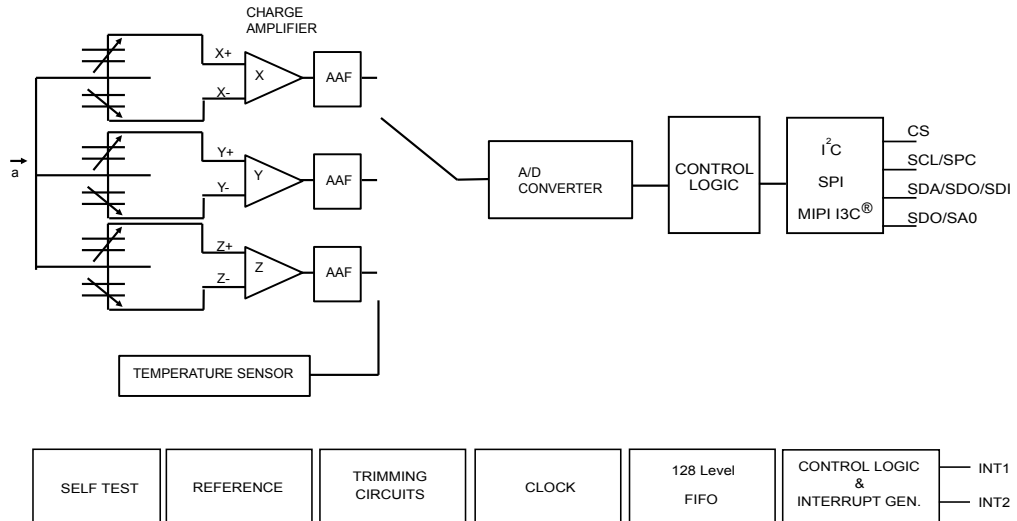 CHARGE
AMPLIFIER
X+
X
X-
AAF
a
Y+
Y
Y-
AAF
Z+
Z
Z-
AAF
TEMPERATURE SENSOR
A/D
CONVERTER
CONTROL
LOGIC
I²C
SPI
MIPI I3C®
CS
SCL/SPC
SDA/SDO/SDI
SDO/SA0
SELF TEST
REFERENCE
TRIMMING
CIRCUITS
CLOCK
128 Level
FIFO
CONTROL LOGIC
&
INTERRUPT GEN.
INT1
INT2